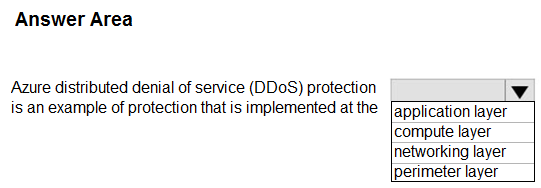 Answer Area
Azure distributed denial of service (DDoS) protection
is an example of protection that is implemented at the
application layer
compute layer
networking layer
perimeter layer